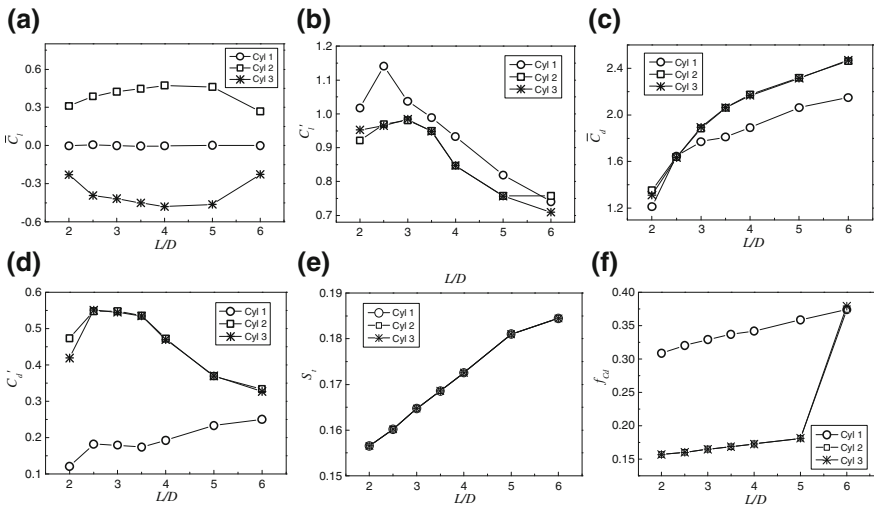 (a)
0.6
0.3
0.0
-0.3
-0.6
C̅l
Cyl 1
Cyl 2
Cyl 3
2 3 4 5 6
L/D
(b)
1.2
1.1
1.0
0.9
0.8
0.7
Cl'
Cyl 1
Cyl 2
Cyl 3
2 3 4 5 6
L/D
(c)
2.4
2.0
1.6
1.2
C̅d
Cyl 1
Cyl 2
Cyl 3
2 3 4 5 6
L/D
(d)
0.6
0.5
0.4
0.3
0.2
0.1
Cd'
Cyl 1
Cyl 2
Cyl 3
2 3 4 5 6
L/D
(e)
0.19
0.18
0.17
0.16
0.15
St
Cyl 1
Cyl 2
Cyl 3
2 3 4 5 6
L/D
(f)
0.40
0.35
0.30
0.25
0.20
0.15
fCd
Cyl 1
Cyl 2
Cyl 3
2 3 4 5 6
L/D